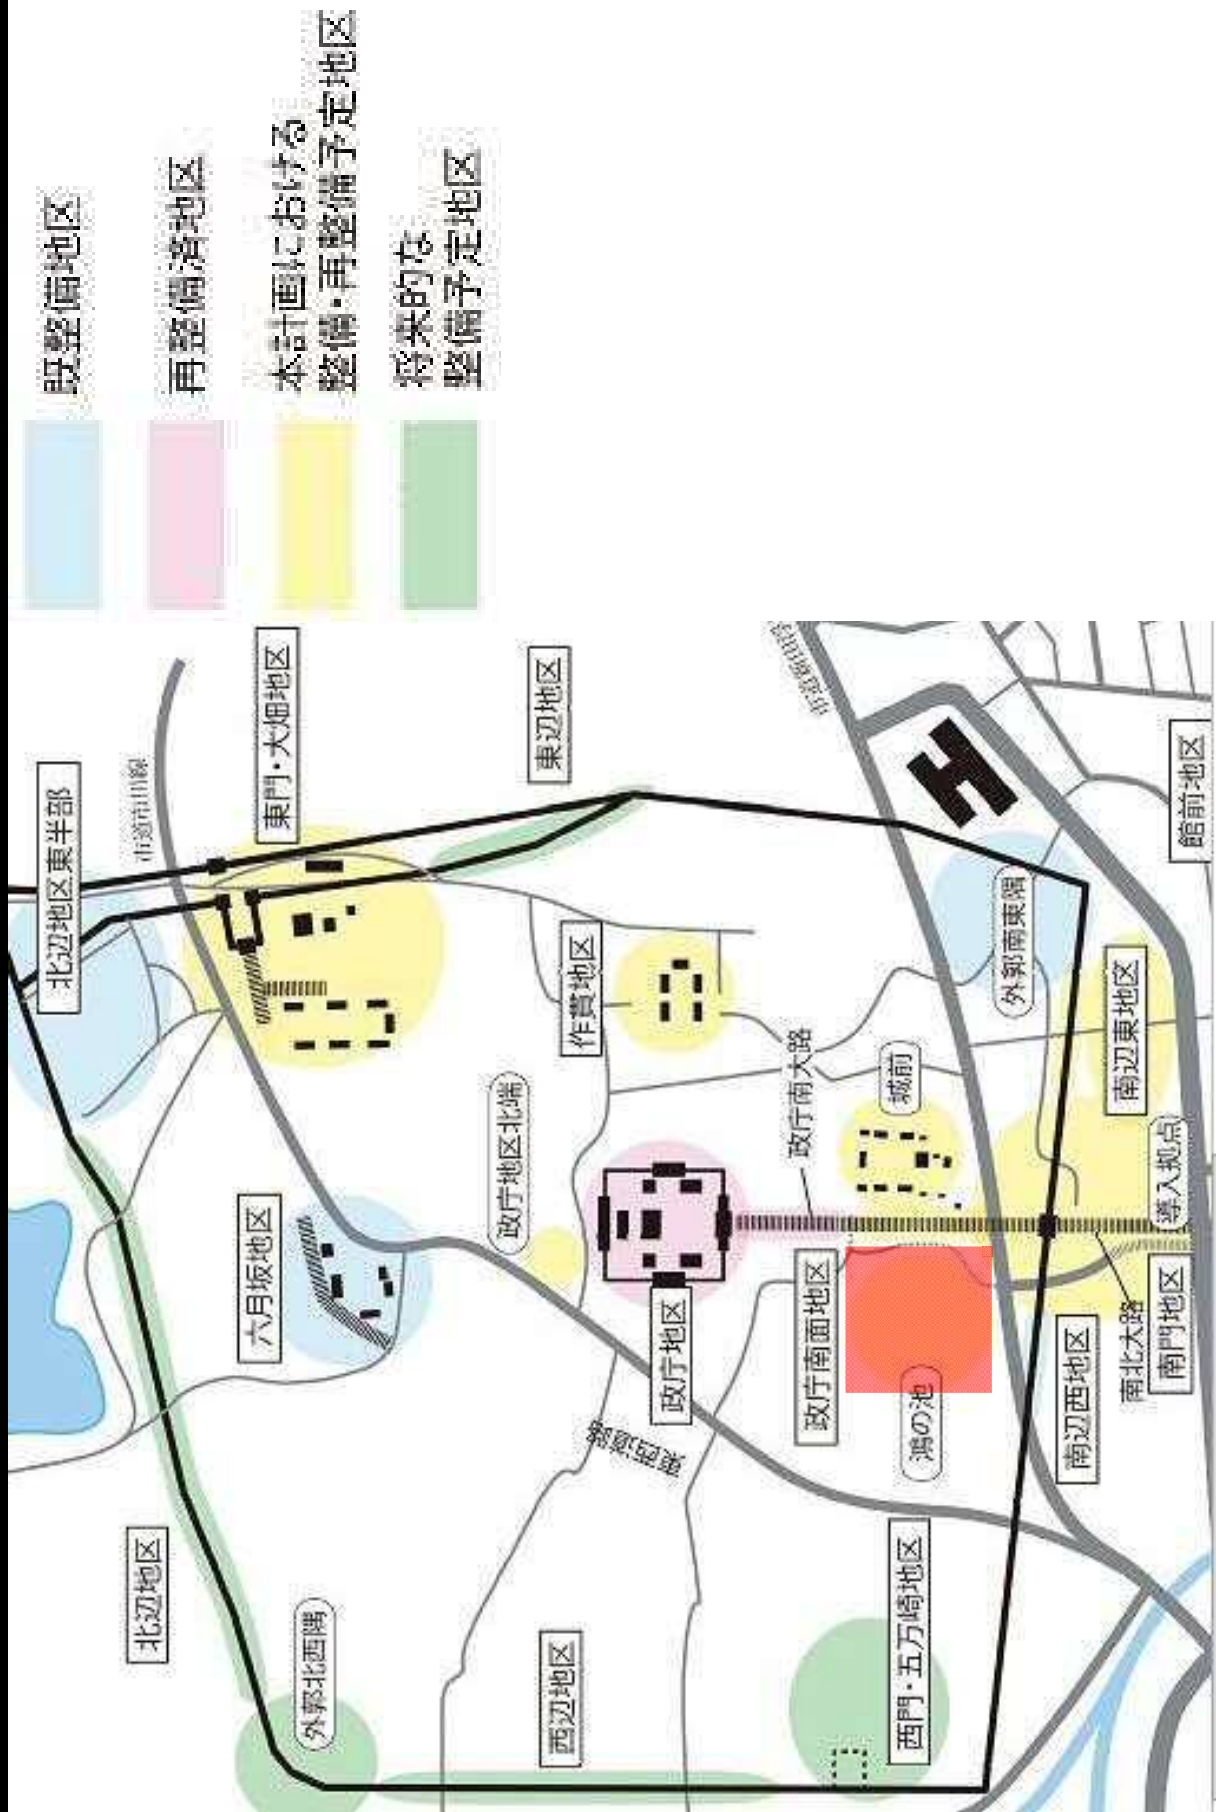 既整備地区
再整備済地区
本計画における
整備・再整備予定地区
将来的な
整備予定地区
北辺地区東半部
市道市川線
東門・大畑地区
東辺地区
作貫地区
外郭南東隅
館前地区
南辺東地区
城前
政庁南大路
政庁地区北端
六月坂地区
政庁地区
政庁南面地区
鴻の池
導入拠点
南門地区
南北大路
南辺西地区
東西道路
北辺地区
外郭北西隅
西辺地区
西門・五万崎地区